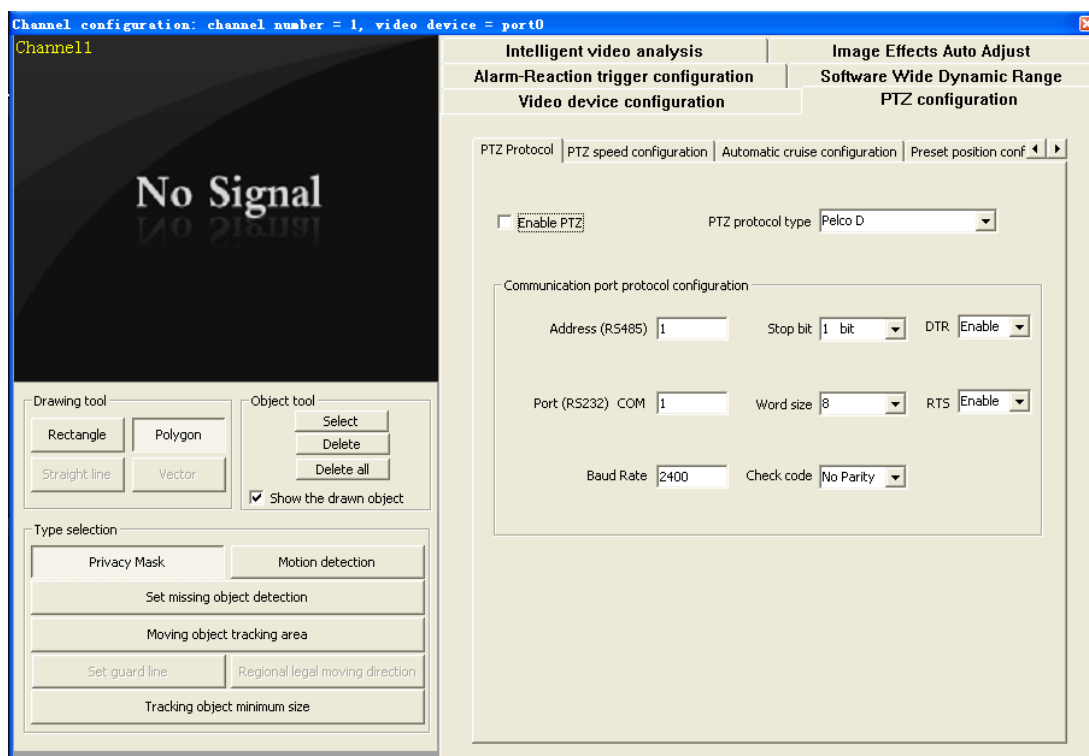 Channel configuration: channel number = 1, video device = port0
Channel1
No Signal
Drawing tool
Rectangle
Polygon
Straight line
Vector
Object tool
Select
Delete
Delete all
Show the drawn object
Type selection
Privacy Mask
Motion detection
Set missing object detection
Moving object tracking area
Set guard line
Regional legal moving direction
Tracking object minimum size
Intelligent video analysis
Image Effects Auto Adjust
Alarm-Reaction trigger configuration
Software Wide Dynamic Range
Video device configuration
PTZ configuration
PTZ Protocol
PTZ speed configuration
Automatic cruise configuration
Preset position conf
Enable PTZ
PTZ protocol type Pelco D
Communication port protocol configuration
Address (RS485) 1
Stop bit 1 bit
DTR Enable
Port (RS232) COM 1
Word size 8
RTS Enable
Baud Rate 2400
Check code No Parity